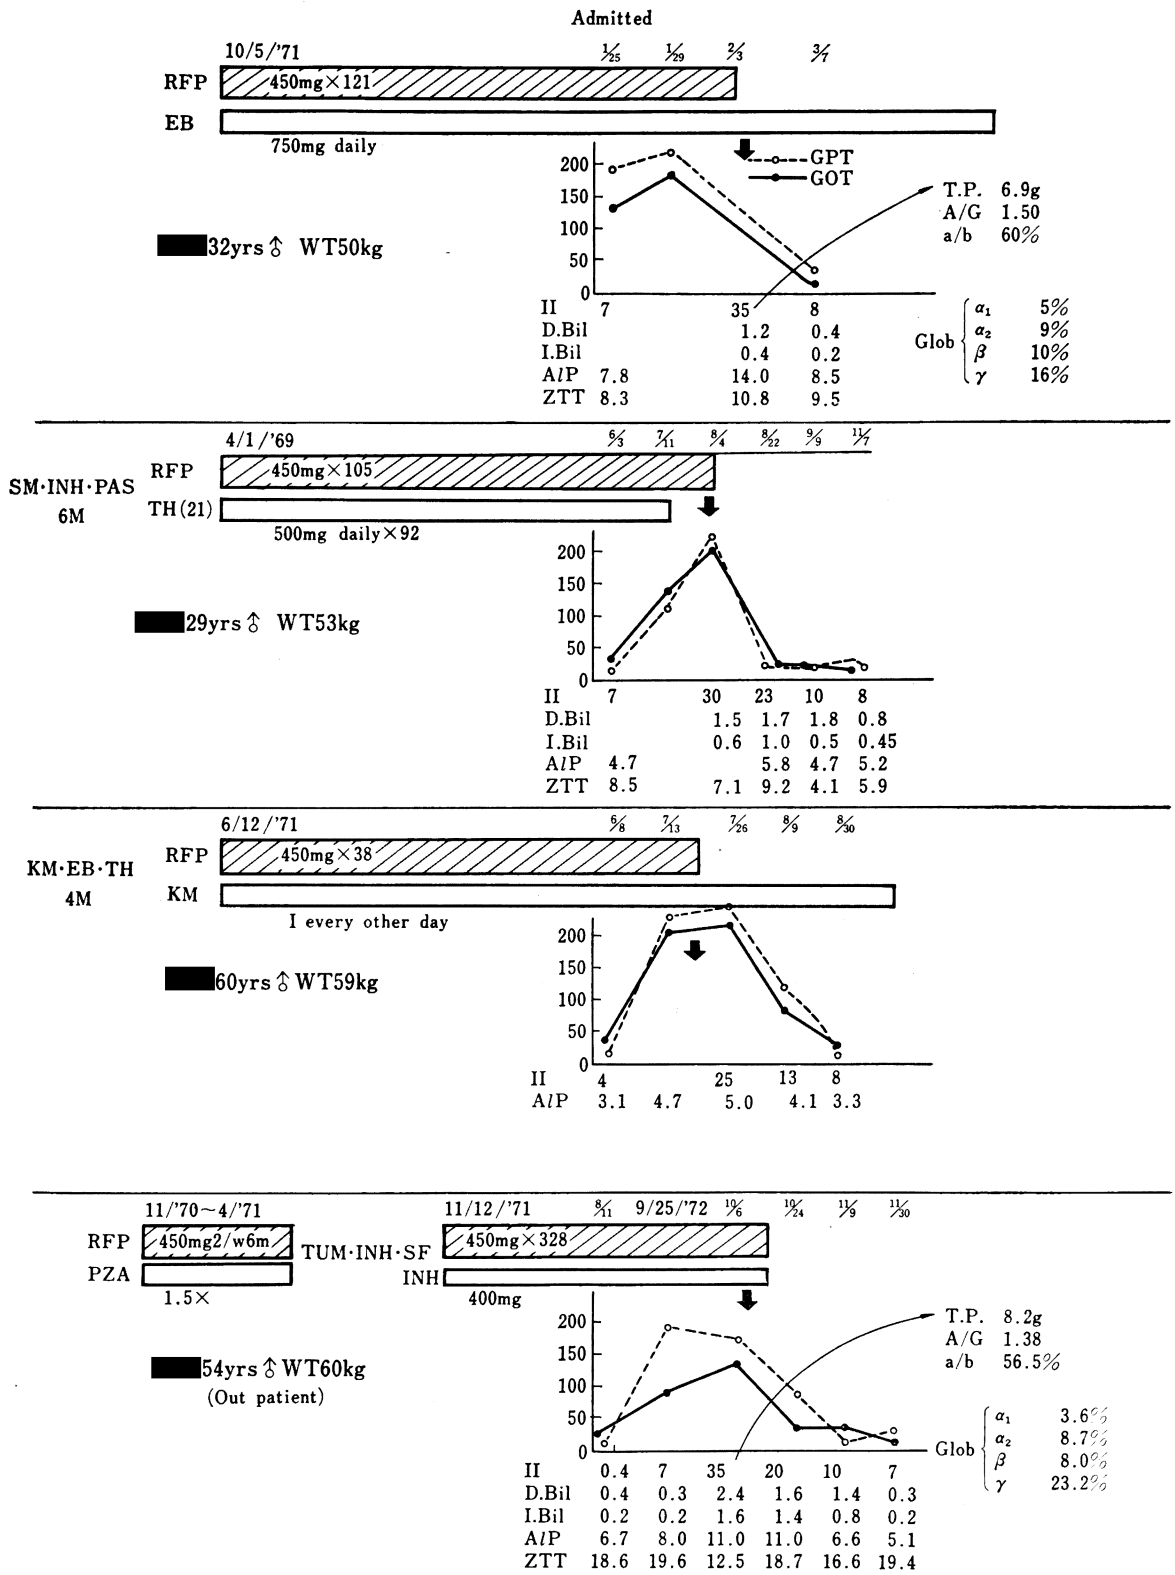 Admitted
10/5/'71 1/25 1/29 2/3 3/7
RFP 450mg×121
EB
750mg daily
GPT
GOT
200
150
100
50
0
T.P. 6.9g
A/G 1.50
a/b 60%
32yrs ♂ WT50kg
II 7 35 8
D.Bil 1.2 0.4
I.Bil 0.4 0.2
AlP 7.8 14.0 8.5
ZTT 8.3 10.8 9.5
Glob
α1 5%
α2 9%
β 10%
γ 16%
4/1/'69 6/3 7/11 8/4 8/22 9/9 11/7
SM·INH·PAS
6M
RFP 450mg×105
TH(21)
500mg daily×92
200
150
100
50
0
29yrs ♂ WT53kg
II 7 30 23 10 8
D.Bil 1.5 1.7 1.8 0.8
I.Bil 0.6 1.0 0.5 0.45
AlP 4.7 5.8 4.7 5.2
ZTT 8.5 7.1 9.2 4.1 5.9
6/12/'71 6/8 7/13 7/26 8/9 8/30
KM·EB·TH
4M
RFP 450mg×38
KM
I every other day
200
150
100
50
0
60yrs ♂ WT59kg
II 4 25 13 8
AlP 3.1 4.7 5.0 4.1 3.3
11/'70~4/'71 11/12/'71 8/11 9/25/'72 10/6 10/24 11/9 11/30
RFP 450mg2/w6m TUM·INH·SF 450mg×328
PZA INH
1.5× 400mg
200
150
100
50
0
T.P. 8.2g
A/G 1.38
a/b 56.5%
54yrs ♂ WT60kg
(Out patient)
Glob
α1 3.6%
α2 8.7%
β 8.0%
γ 23.2%
II 0.4 7 35 20 10 7
D.Bil 0.4 0.3 2.4 1.6 1.4 0.3
I.Bil 0.2 0.2 1.6 1.4 0.8 0.2
AlP 6.7 8.0 11.0 11.0 6.6 5.1
ZTT 18.6 19.6 12.5 18.7 16.6 19.4